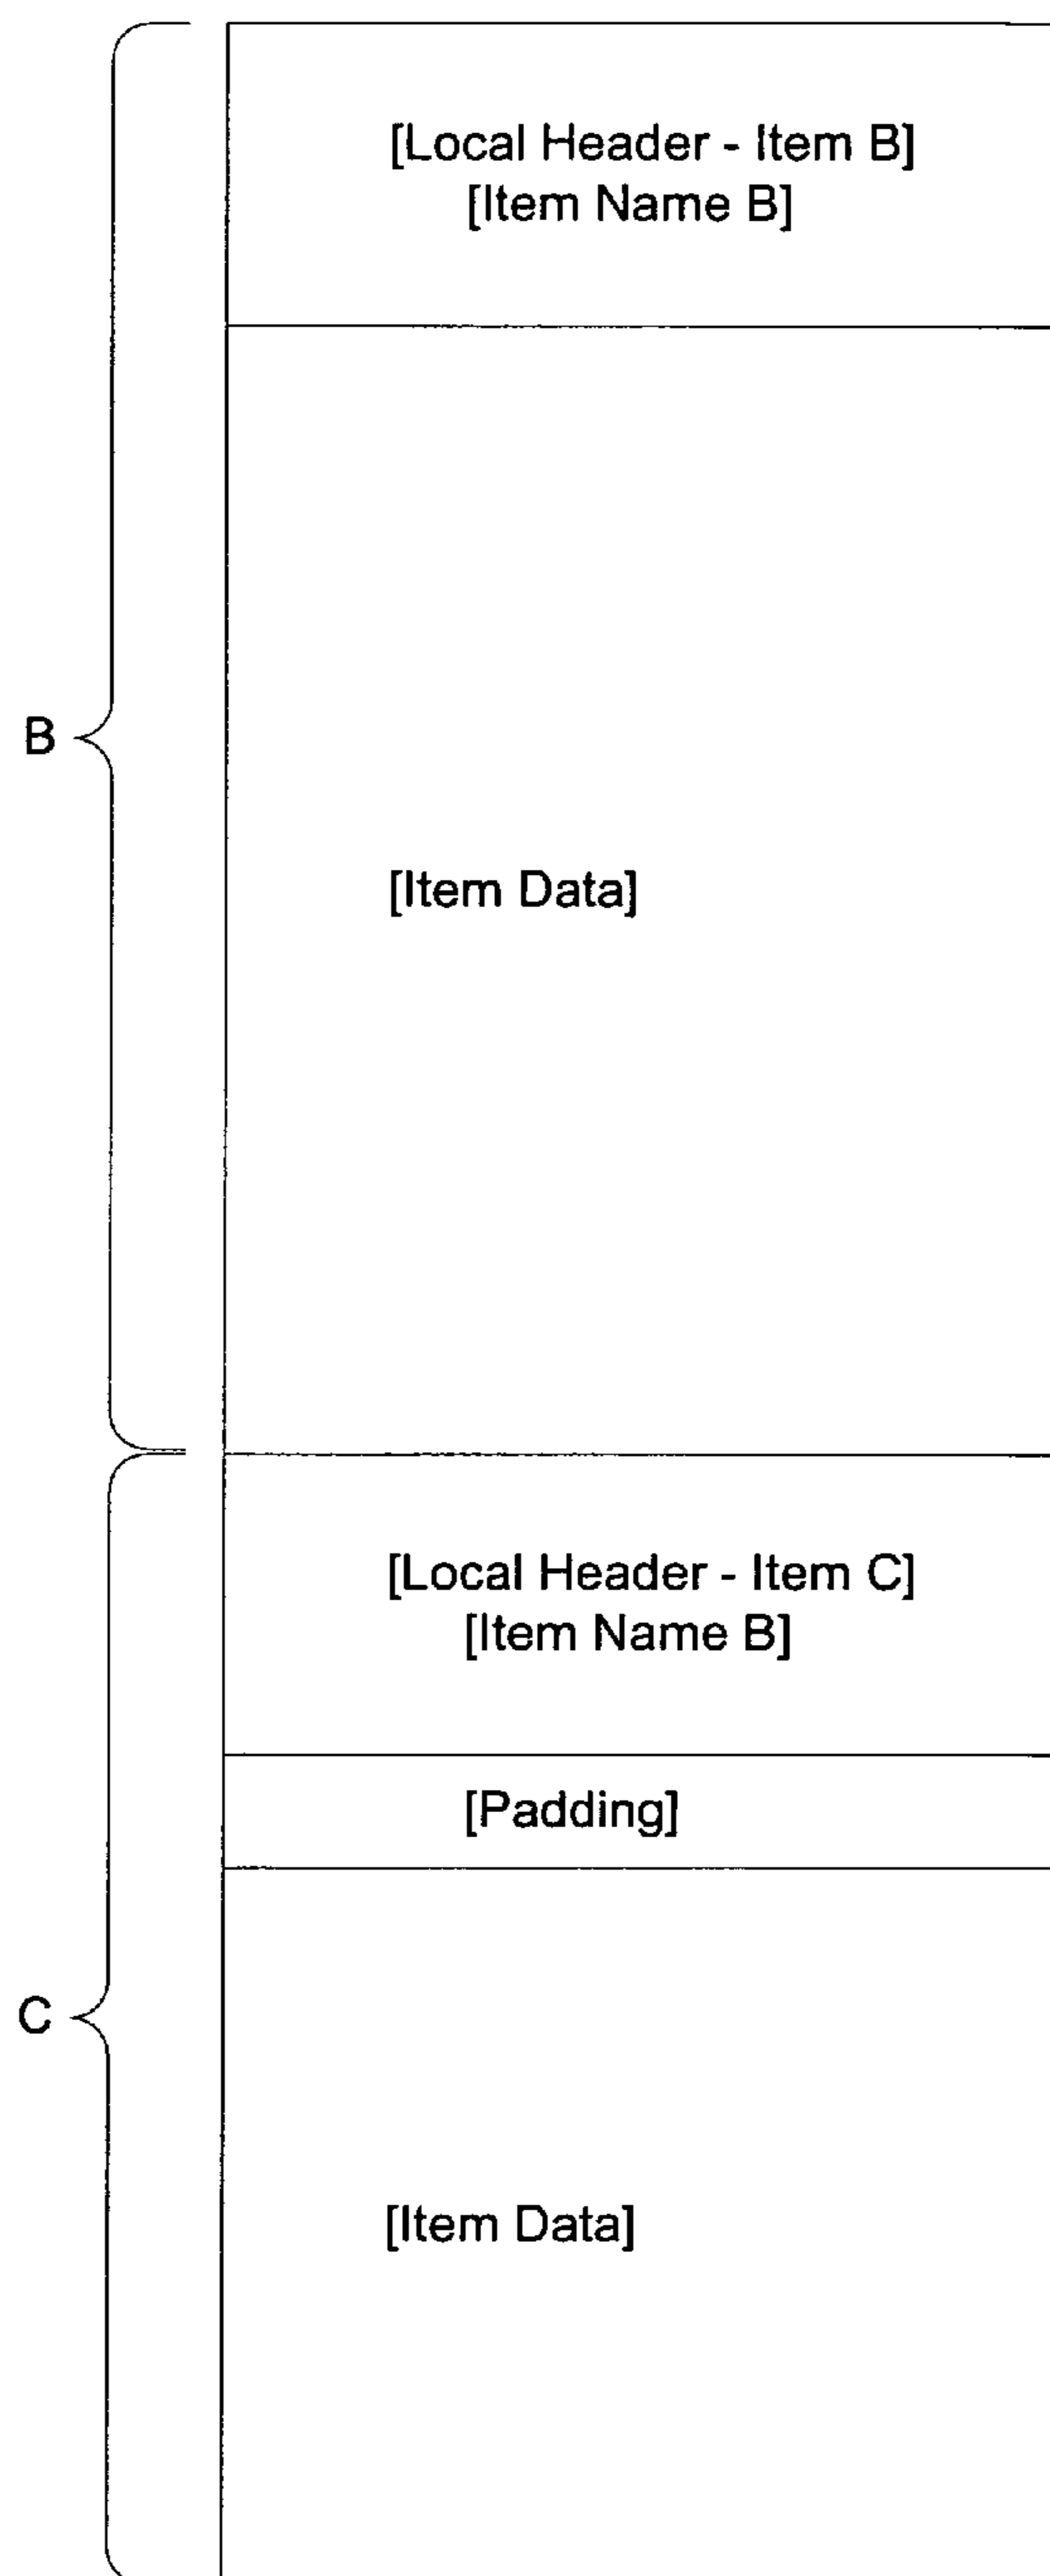 [Local Header - Item B]
[Item Name B]
B
[Item Data]
[Local Header - Item C]
[Item Name B]
[Padding]
C
[Item Data]